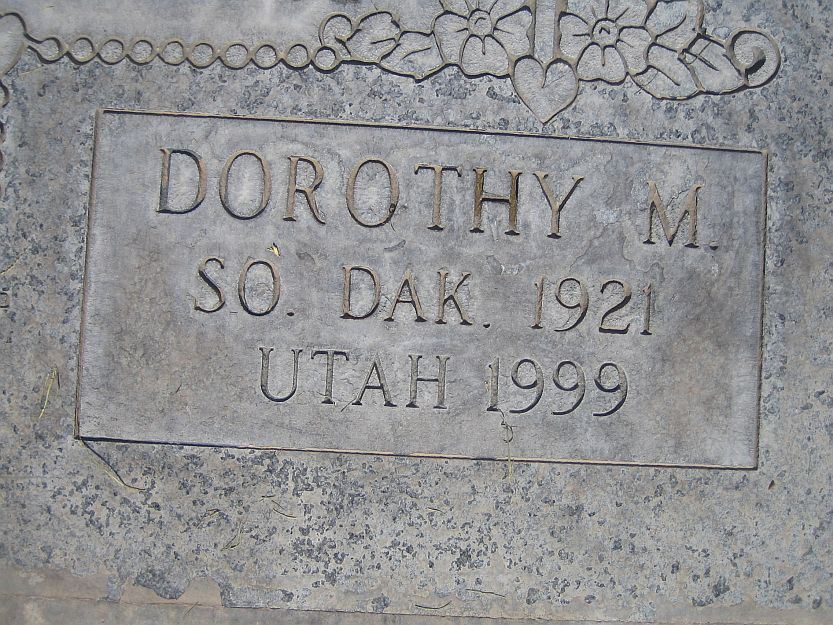 DOROTHY M.
SO. DAK. 1921
UTAH 1999